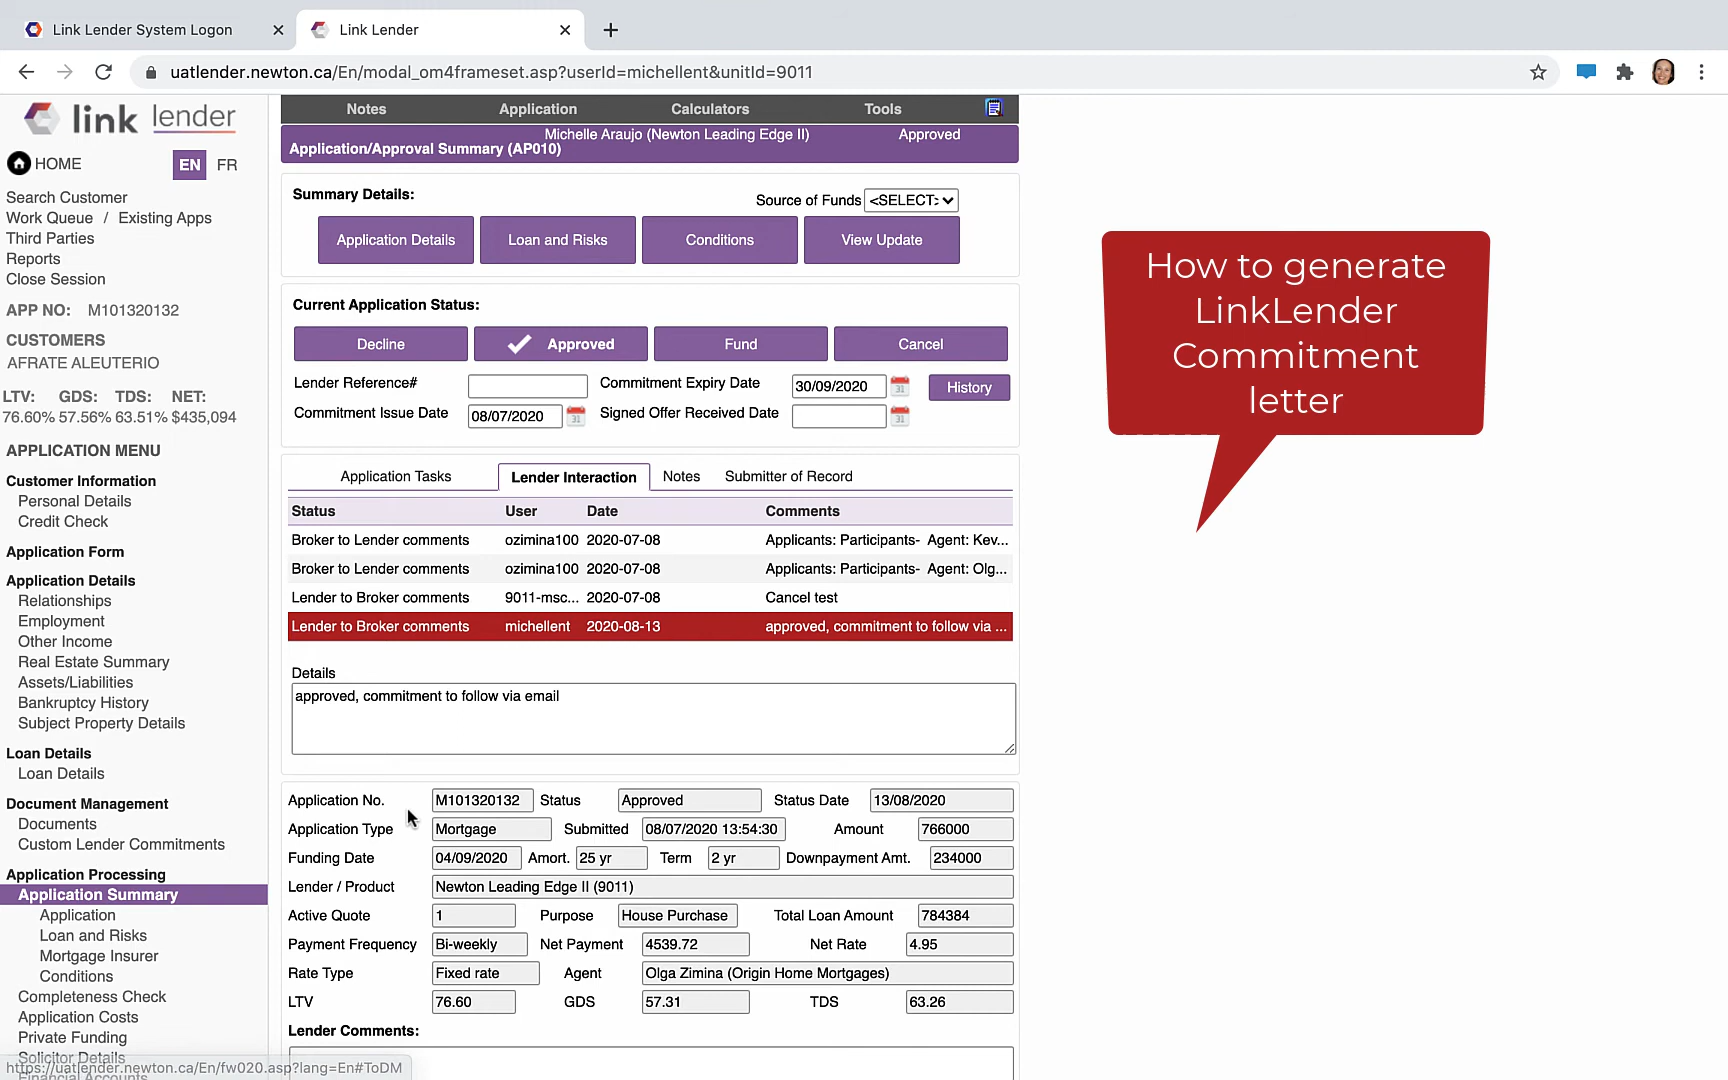 Link Lender System Logon
Link Lender
uatlender.newton.ca/En/modal_om4frameset.asp?userId=michellent&unitId=9011
link lender
HOME EN FR
Search Customer
Work Queue / Existing Apps
Third Parties
Reports
Close Session
APP NO: M101320132
CUSTOMERS
AFRATE ALEUTERIO
LTV: GDS: TDS: NET:
76.60% 57.56% 63.51% $435,094
APPLICATION MENU
Customer Information
Personal Details
Credit Check
Application Form
Application Details
Relationships
Employment
Other Income
Real Estate Summary
Assets/Liabilities
Bankruptcy History
Subject Property Details
Loan Details
Loan Details
Document Management
Documents
Custom Lender Commitments
Application Processing
Application Summary
Application
Loan and Risks
Mortgage Insurer
Conditions
Completeness Check
Application Costs
Private Funding
Solicitor Details
Financial Accounts
https://uatlender.newton.ca/En/fw020.asp?lang=En#ToDM
Notes Application Calculators Tools
Michelle Araujo (Newton Leading Edge II) Approved
Application/Approval Summary (AP010)
Summary Details:
Source of Funds <SELECT>
Application Details Loan and Risks Conditions View Update
Current Application Status:
Decline Approved Fund Cancel
Lender Reference# Commitment Expiry Date 30/09/2020 History
Commitment Issue Date 08/07/2020 Signed Offer Received Date
Application Tasks Lender Interaction Notes Submitter of Record
Status User Date Comments
Broker to Lender comments ozimina100 2020-07-08 Applicants: Participants- Agent: Kev...
Broker to Lender comments ozimina100 2020-07-08 Applicants: Participants- Agent: Olg...
Lender to Broker comments 9011-msc... 2020-07-08 Cancel test
Lender to Broker comments michellent 2020-08-13 approved, commitment to follow via ...
Details
approved, commitment to follow via email
Application No. M101320132 Status Approved Status Date 13/08/2020
Application Type Mortgage Submitted 08/07/2020 13:54:30 Amount 766000
Funding Date 04/09/2020 Amort. 25 yr Term 2 yr Downpayment Amt. 234000
Lender / Product Newton Leading Edge II (9011)
Active Quote 1 Purpose House Purchase Total Loan Amount 784384
Payment Frequency Bi-weekly Net Payment 4539.72 Net Rate 4.95
Rate Type Fixed rate Agent Olga Zimina (Origin Home Mortgages)
LTV 76.60 GDS 57.31 TDS 63.26
Lender Comments:
How to generate
LinkLender
Commitment
letter